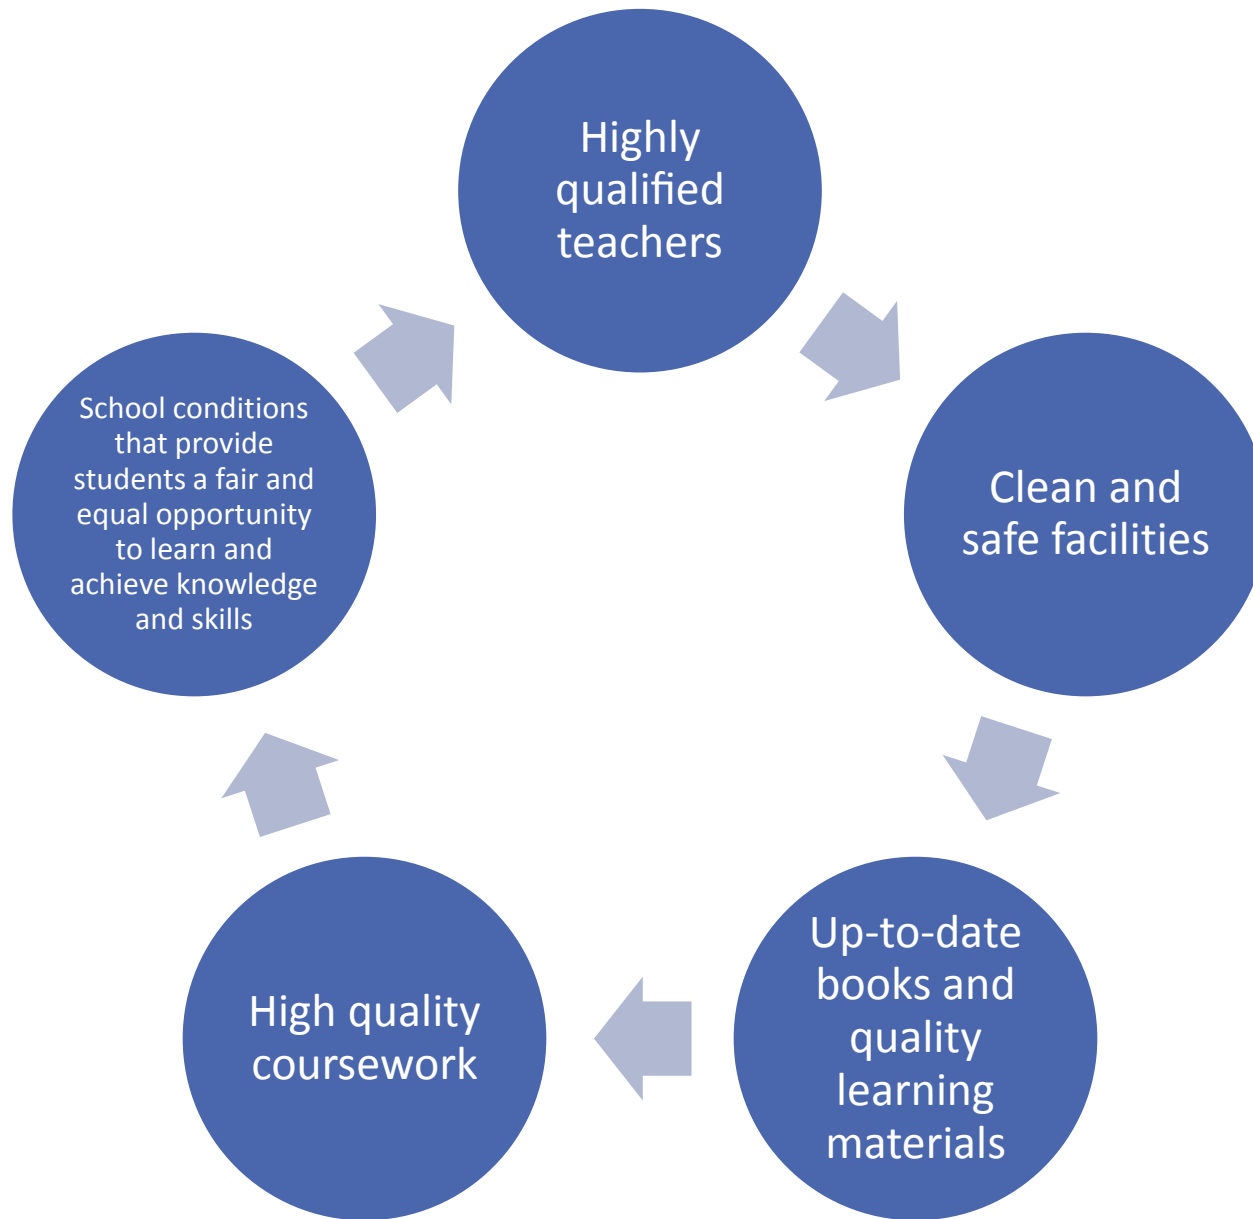 Highly
qualified
teachers
Clean and
safe facilities
Up-to-date
books and
quality
learning
materials
High quality
coursework
School conditions
that provide
students a fair and
equal opportunity
to learn and
achieve knowledge
and skills